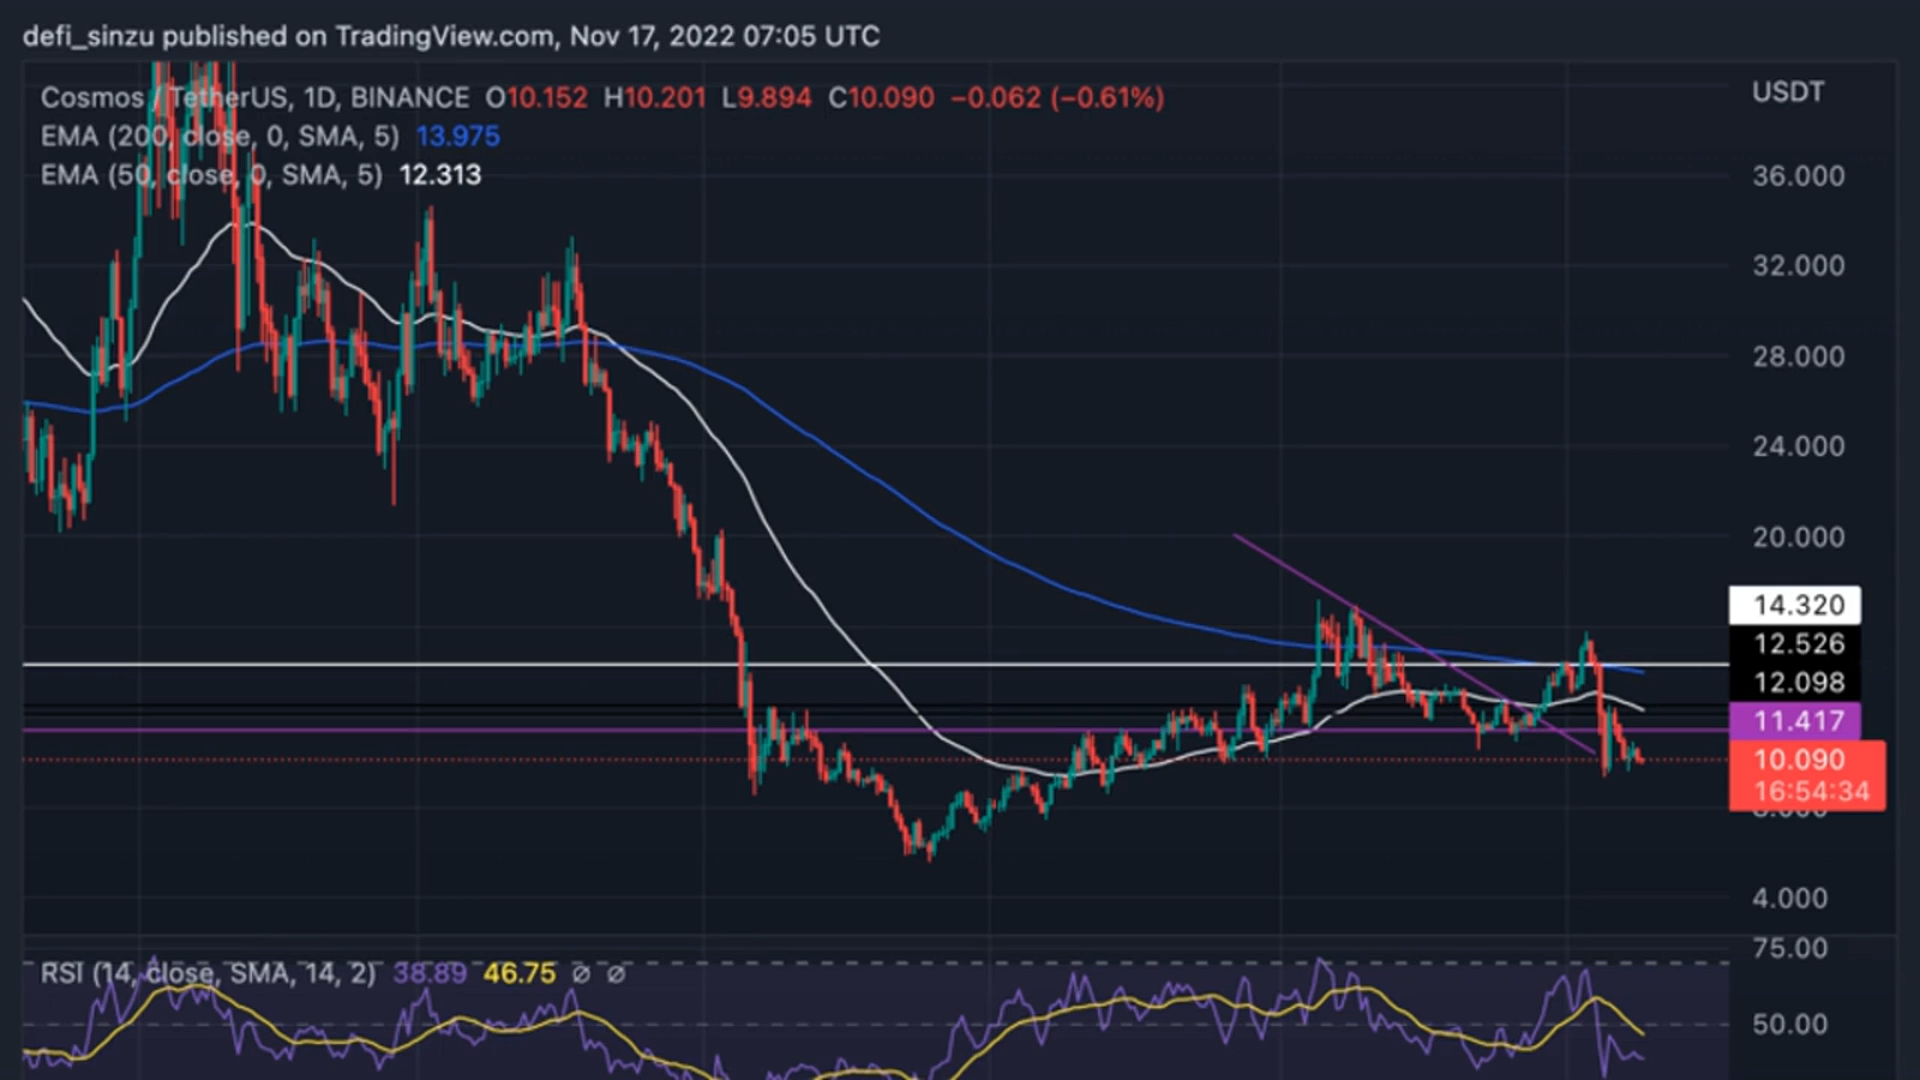 defi_sinzu published on TradingView.com, Nov 17, 2022 07:05 UTC
Cosmos / TetherUS, 1D, BINANCE O10.152 H10.201 L9.894 C10.090 −0.062 (−0.61%)
USDT
EMA (200, close, 0, SMA, 5) 13.975
EMA (50, close, 0, SMA, 5) 12.313
36.000
32.000
28.000
24.000
20.000
14.320
12.526
12.098
11.417
10.090
16:54:34
4.000
75.00
RSI (14, close, SMA, 14, 2) 38.89 46.75 ∅ ∅
50.00